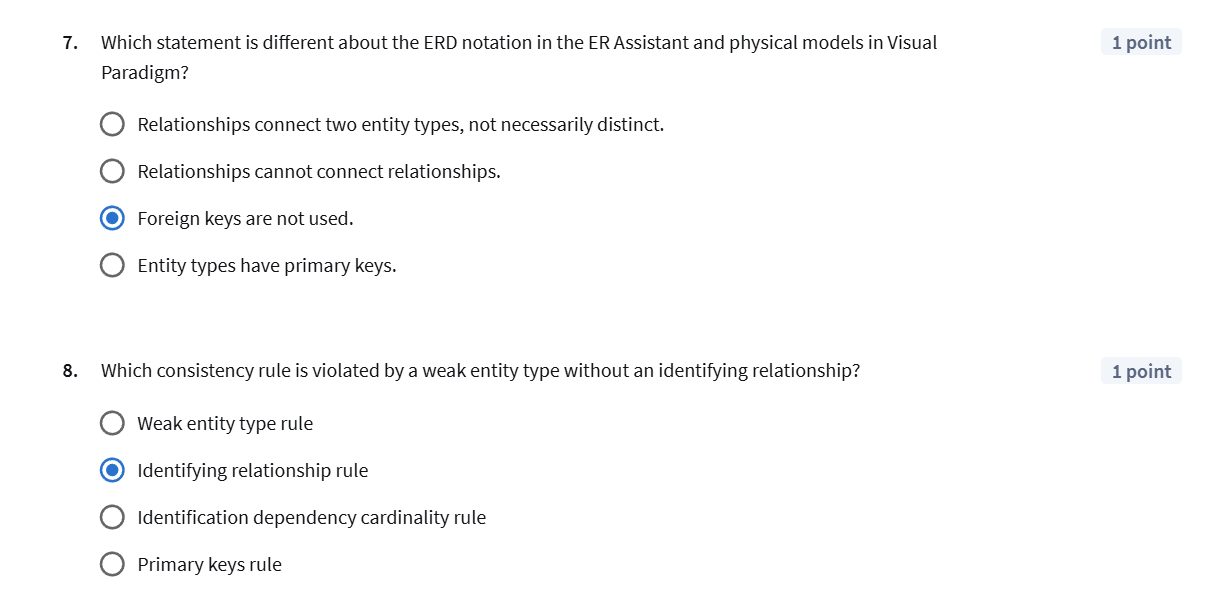 7. Which statement is different about the ERD notation in the ER Assistant and physical models in Visual 1 point
Paradigm?
Relationships connect two entity types, not necessarily distinct.
Relationships cannot connect relationships.
Foreign keys are not used.
Entity types have primary keys.
8. Which consistency rule is violated by a weak entity type without an identifying relationship? 1 point
Weak entity type rule
Identifying relationship rule
Identification dependency cardinality rule
Primary keys rule